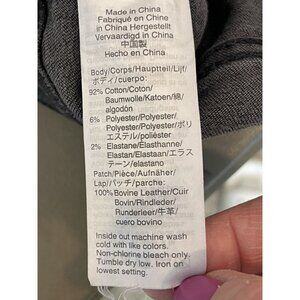 Made in China
Fabriqué en Chine
in China Hergestellt
Vervaardigd in China
中国製
Hecho en China
Body/Corps/Hauptteil/Lijf/
ボディ/cuerpo:
92% Cotton/Coton/
Baumwolle/Katoen/綿/
algodón
6% Polyester/Polyester/
Polyester/Polyester/ポリ
エステル/poliéster
2% Elastane/Élasthanne/
Elastan/Elastaan/エラス
テーン/elastano
Patch/Pièce/Aufnäher/
Lap/パッチ/parche:
100% Bovine Leather/Cuir
Bovin/Rindleder/
Runderleer/牛革/
cuero bovino
Inside out machine wash
cold with like colors.
Non-chlorine bleach only.
Tumble dry low. Iron on
lowest setting.